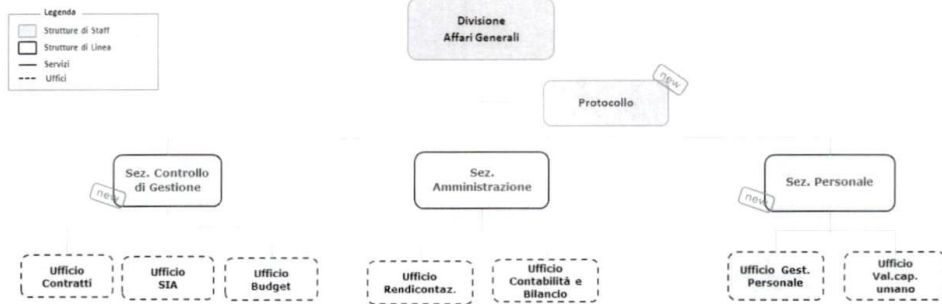 Legenda
Strutture di Staff
Strutture di Linea
Servizi
Uffici
Divisione
Affari Generali
new
Protocollo
Sez. Controllo
di Gestione
new
Sez.
Amministrazione
Sez. Personale
new
Ufficio
Contratti
Ufficio
SIA
Ufficio
Budget
Ufficio
Rendicontaz.
Ufficio
Contabilità e
Bilancio
Ufficio Gest.
Personale
Ufficio
Val.cap.
umano